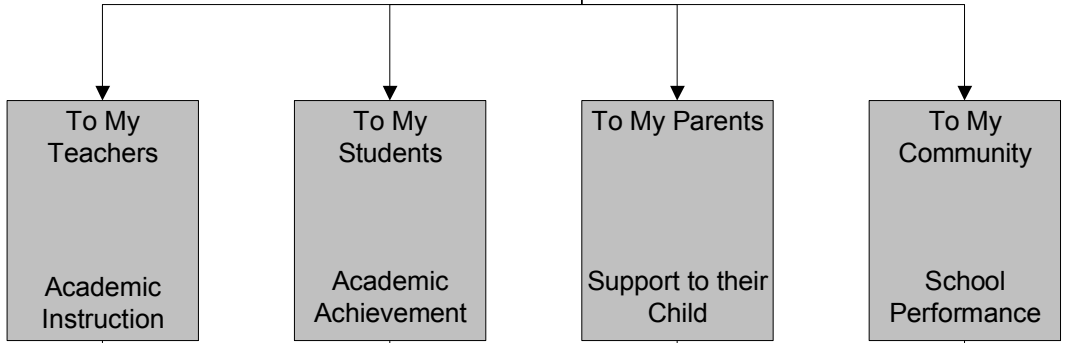 To My
Teachers
Academic
Instruction
To My
Students
Academic
Achievement
To My Parents
Support to their
Child
To My
Community
School
Performance